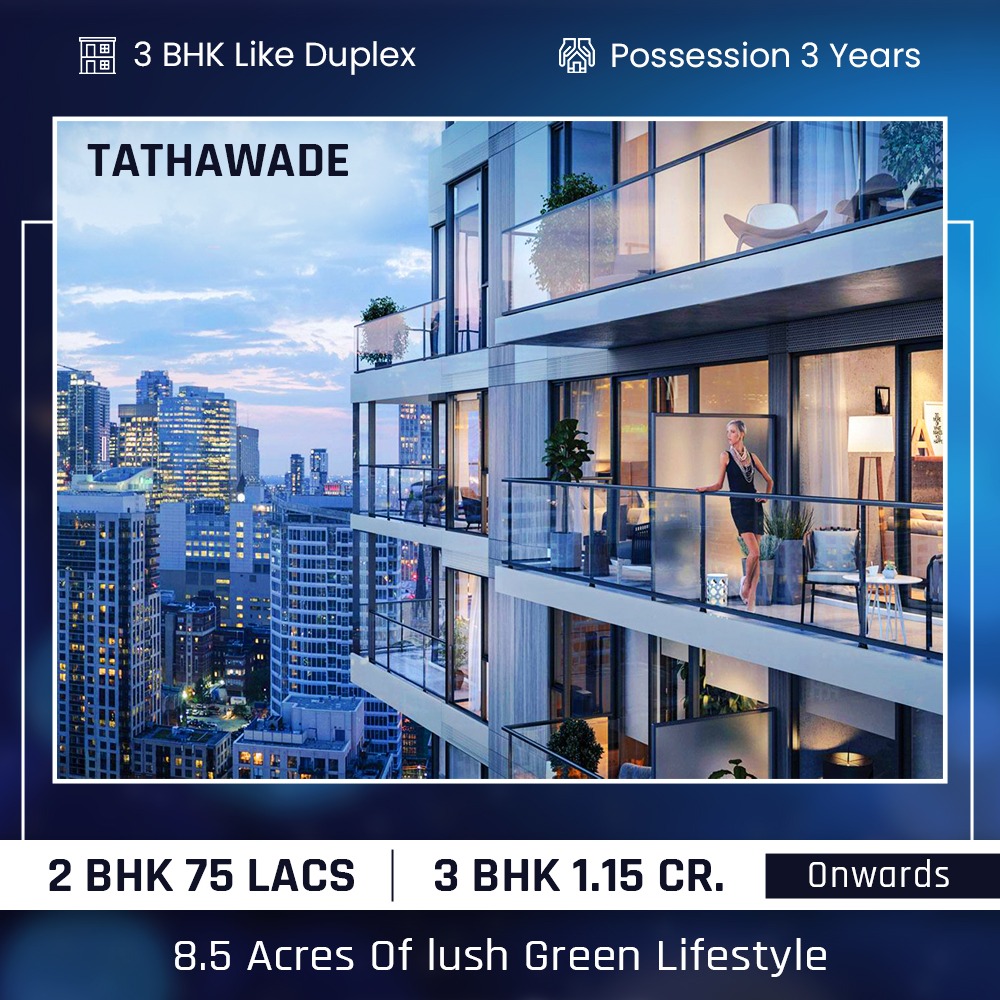 3 BHK Like Duplex
Possession 3 Years
TATHAWADE
2 BHK 75 LACS
3 BHK 1.15 CR.
Onwards
8.5 Acres Of lush Green Lifestyle